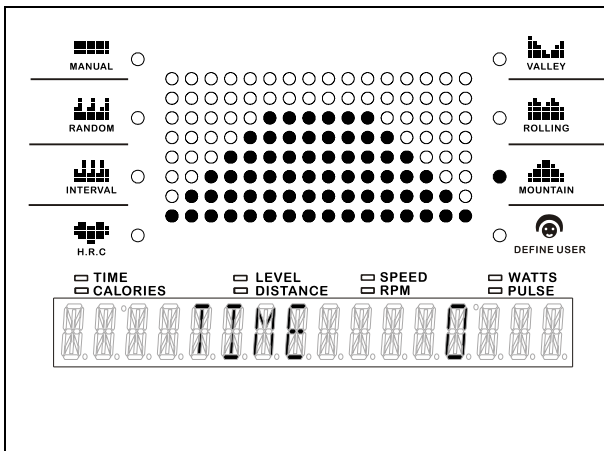 MANUAL
VALLEY
RANDOM
ROLLING
INTERVAL
MOUNTAIN
H.R.C
DEFINE USER
TIME LEVEL SPEED WATTS
CALORIES DISTANCE RPM PULSE
TIME 0